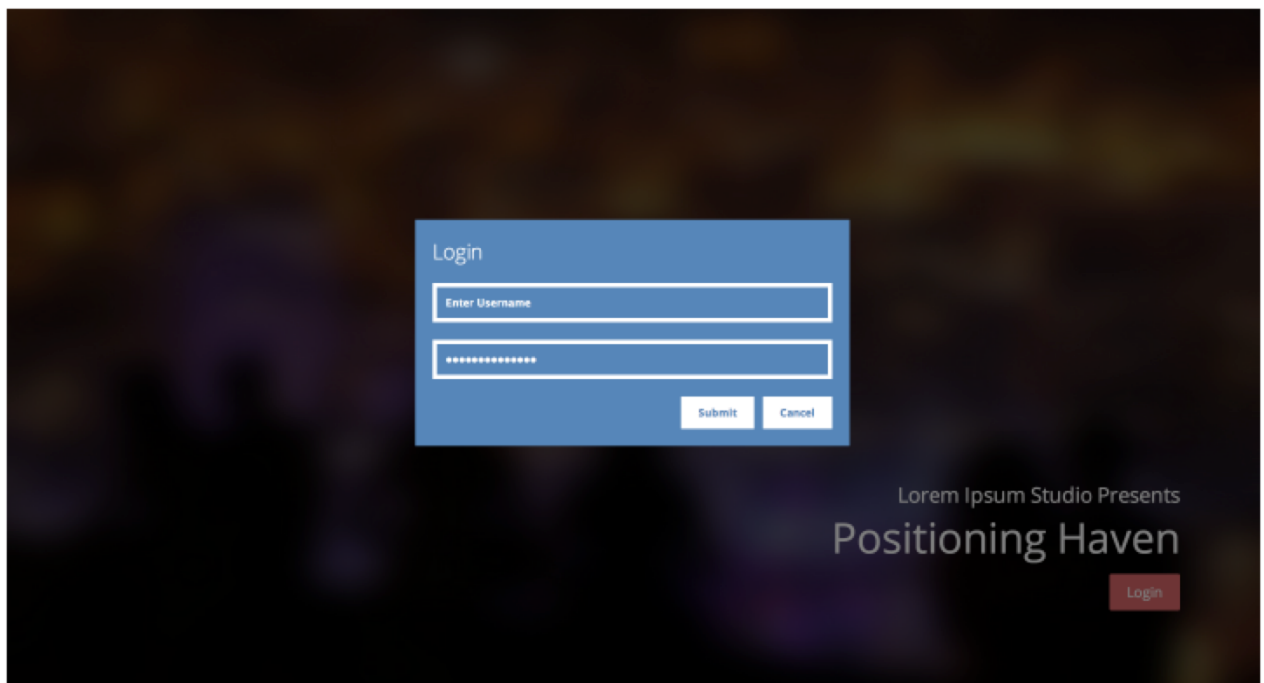 Login
Enter Username
••••••••••••••
Submit Cancel
Lorem Ipsum Studio Presents
Positioning Haven
Login